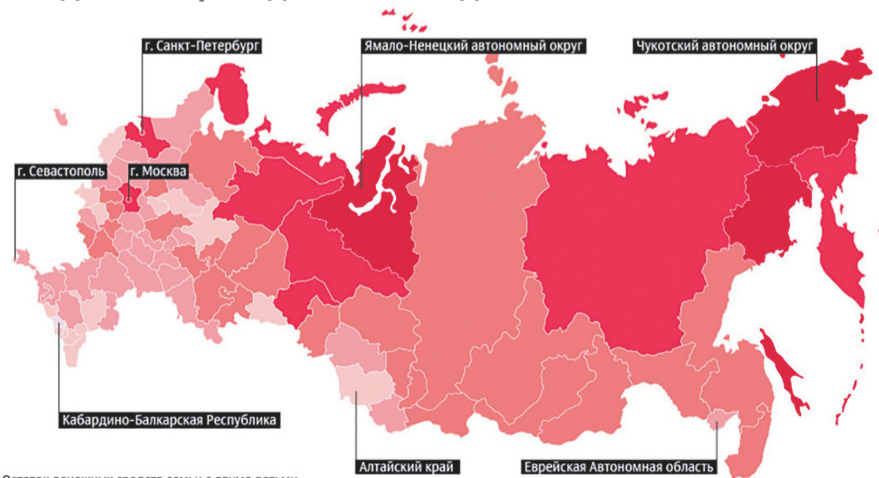 г. Санкт-Петербург
Ямало-Ненецкий автономный округ
Чукотский автономный округ
г. Севастополь
г. Москва
Кабардино-Балкарская Республика
Алтайский край
Еврейская Автономная область